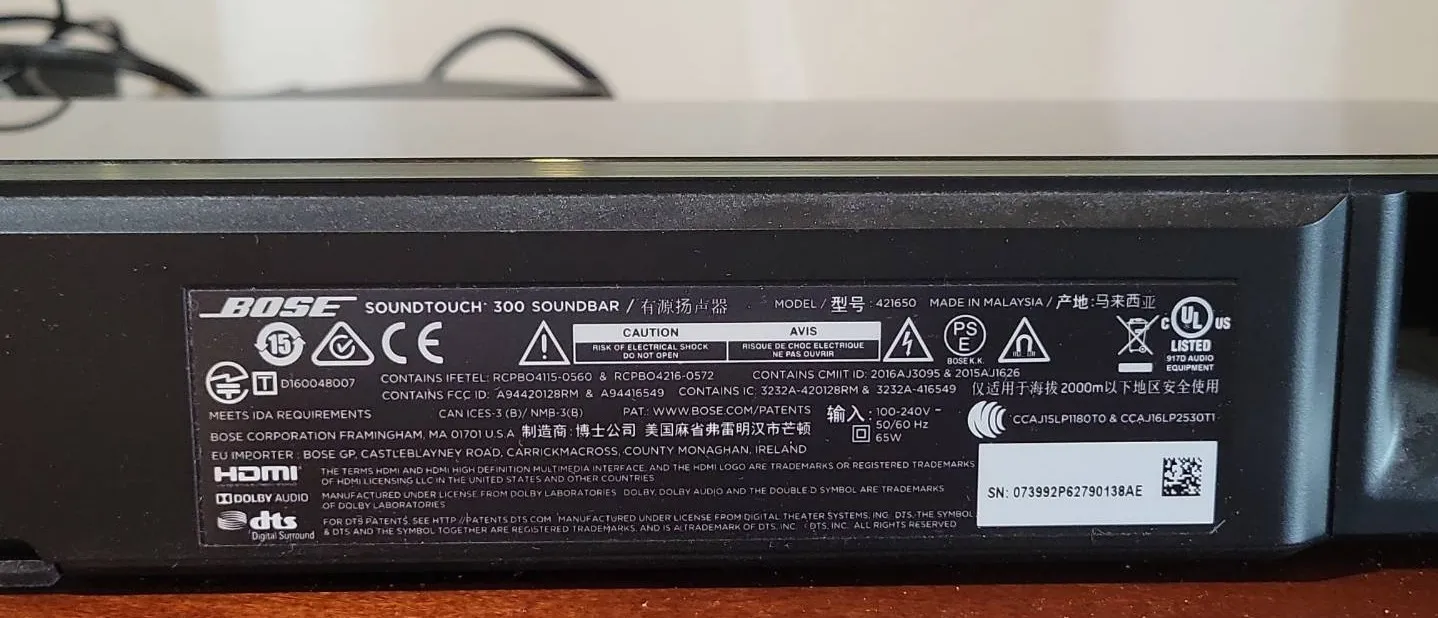 BOSE SOUNDTOUCH 300 SOUNDBAR / 有源扬声器 MODEL / 型号: 421650 MADE IN MALAYSIA / 产地:马来西亚
15
CAUTION
RISK OF ELECTRICAL SHOCK
DO NOT OPEN
AVIS
RISQUE DE CHOC ELECTRIQUE
NE PAS OUVRIR
PS
E
BOSE K.K.
C UL US
LISTED
917D AUDIO
EQUIPMENT
T D160048007
CONTAINS IFETEL: RCPBO4115-0560 & RCPBO4216-0572 CONTAINS CMIIT ID: 2016AJ3095 & 2015AJ1626
CONTAINS FCC ID: A94420128RM & A94416549 CONTAINS IC: 3232A-420128RM & 3232A-416549 仅适用于海拔2000m以下地区安全使用
MEETS IDA REQUIREMENTS CAN ICES-3 (B)/ NMB-3(B) PAT.: WWW.BOSE.COM/PATENTS 输入: 100-240V ~
50/60 Hz
65W
CCAJ15LP1180T0 & CCAJ16LP2530T1
BOSE CORPORATION FRAMINGHAM, MA 01701 U.S.A 制造商: 博士公司 美国麻省弗雷明汉市芒顿
EU IMPORTER: BOSE GP, CASTLEBLAYNEY ROAD, CARRICKMACROSS, COUNTY MONAGHAN, IRELAND
HDMI THE TERMS HDMI AND HDMI HIGH DEFINITION MULTIMEDIA INTERFACE, AND THE HDMI LOGO ARE TRADEMARKS OR REGISTERED TRADEMARKS
OF HDMI LICENSING LLC IN THE UNITED STATES AND OTHER COUNTRIES
DOLBY AUDIO MANUFACTURED UNDER LICENSE FROM DOLBY LABORATORIES DOLBY, DOLBY AUDIO AND THE DOUBLE-D SYMBOL ARE TRADEMARKS
OF DOLBY LABORATORIES
dts Digital Surround
FOR DTS PATENTS, SEE HTTP://PATENTS.DTS.COM. MANUFACTURED UNDER LICENSE FROM DIGITAL THEATER SYSTEMS, INC. DTS, THE SYMBOL,
& DTS AND THE SYMBOL TOGETHER ARE REGISTERED TRADEMARKS, AND IS A TRADEMARK OF DTS, INC. DTS, INC. ALL RIGHTS RESERVED
SN: 073992P62790138AE